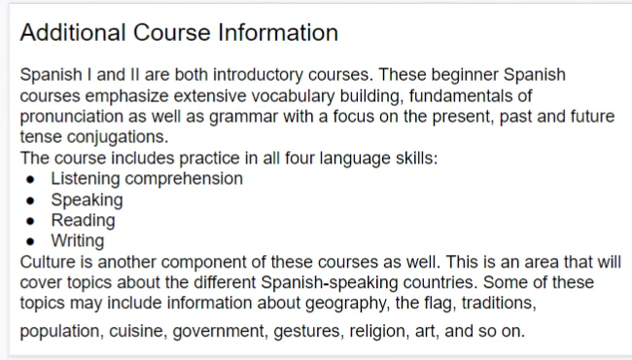 Additional Course Information
Spanish I and II are both introductory courses. These beginner Spanish
courses emphasize extensive vocabulary building, fundamentals of
pronunciation as well as grammar with a focus on the present, past and future
tense conjugations.
The course includes practice in all four language skills:
● Listening comprehension
● Speaking
● Reading
● Writing
Culture is another component of these courses as well. This is an area that will
cover topics about the different Spanish-speaking countries. Some of these
topics may include information about geography, the flag, traditions,
population, cuisine, government, gestures, religion, art, and so on.